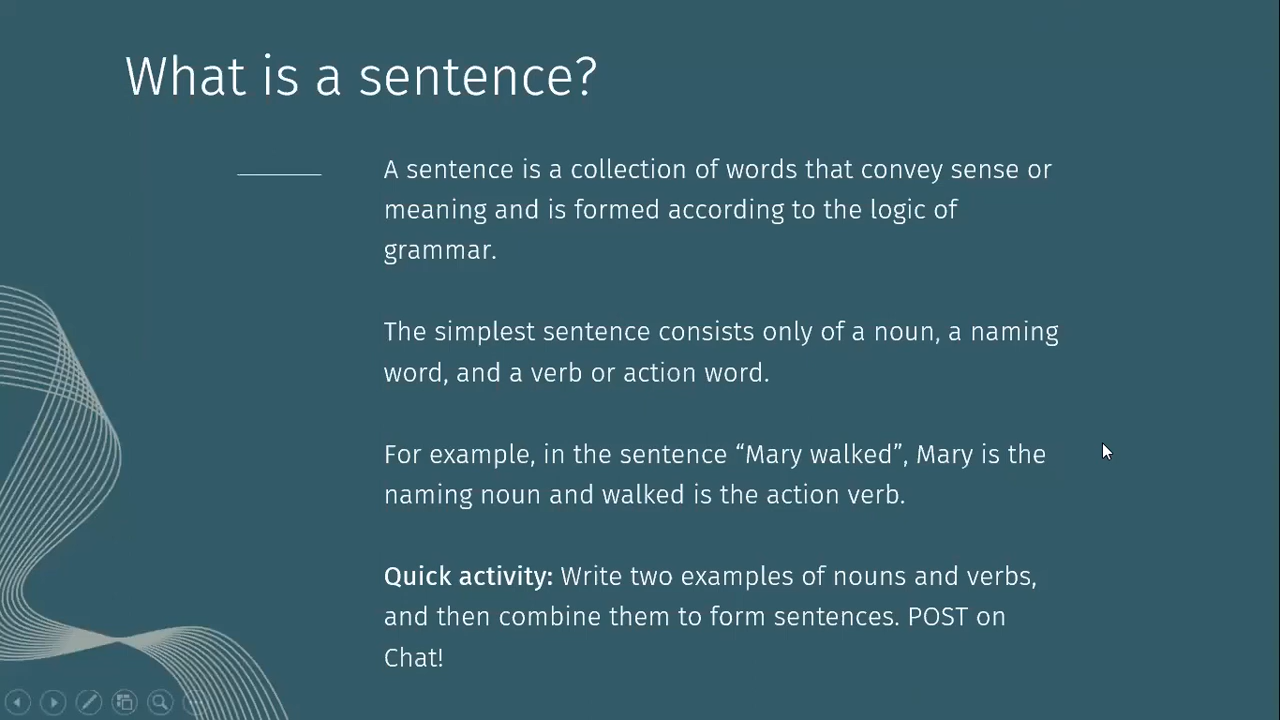 What is a sentence?
A sentence is a collection of words that convey sense or
meaning and is formed according to the logic of
grammar.
The simplest sentence consists only of a noun, a naming
word, and a verb or action word.
For example, in the sentence “Mary walked”, Mary is the
naming noun and walked is the action verb.
Quick activity: Write two examples of nouns and verbs,
and then combine them to form sentences. POST on
Chat!